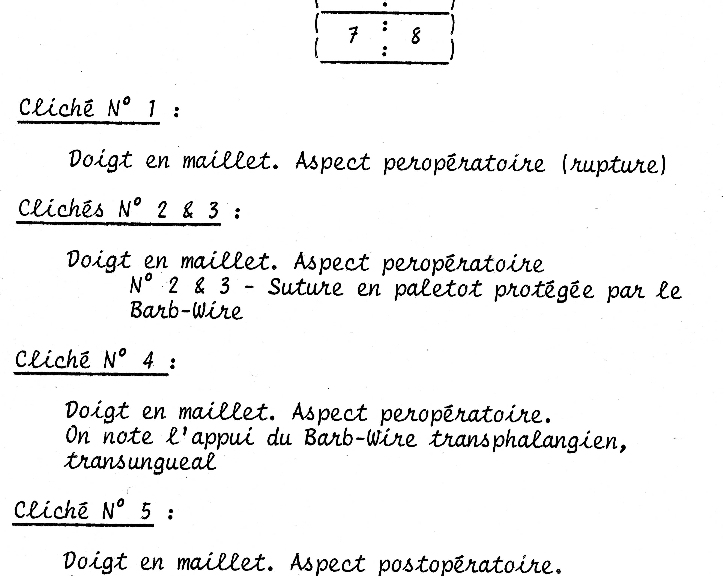 7 : 8
Cliché N° 1 :
Doigt en maillet. Aspect peropératoire (rupture)
Clichés N° 2 & 3 :
Doigt en maillet. Aspect peropératoire
N° 2 & 3 - Suture en paletot protégée par le
Barb-Wire
Cliché N° 4 :
Doigt en maillet. Aspect peropératoire.
On note l'appui du Barb-Wire transphalangien,
transungueal
Cliché N° 5 :
Doigt en maillet. Aspect postopératoire.